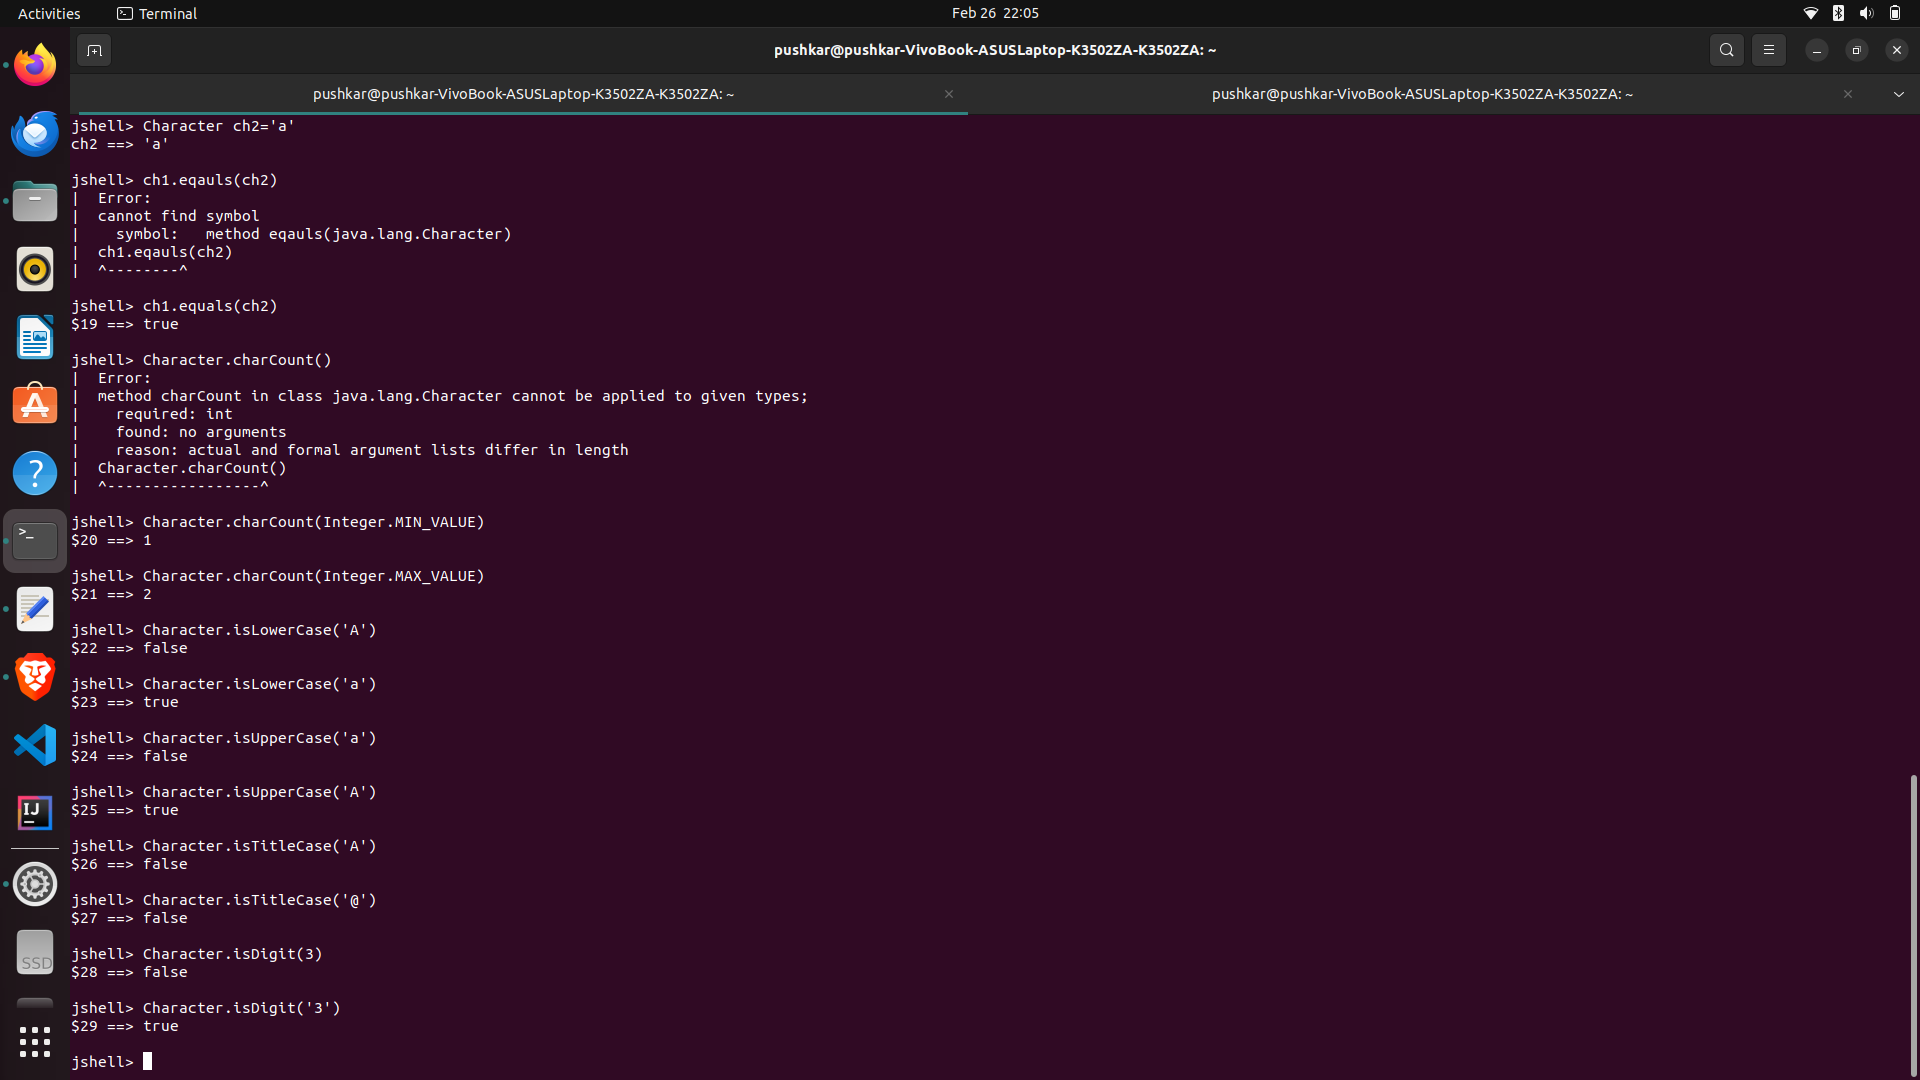 Activities
Terminal
Feb 26 22:05
pushkar@pushkar-VivoBook-ASUSLaptop-K3502ZA-K3502ZA: ~
pushkar@pushkar-VivoBook-ASUSLaptop-K3502ZA-K3502ZA: ~
pushkar@pushkar-VivoBook-ASUSLaptop-K3502ZA-K3502ZA: ~
jshell> Character ch2='a'
ch2 ==> 'a'
jshell> ch1.eqauls(ch2)
|  Error:
|  cannot find symbol
|    symbol:   method eqauls(java.lang.Character)
|  ch1.eqauls(ch2)
|  ^--------^
jshell> ch1.equals(ch2)
$19 ==> true
jshell> Character.charCount()
|  Error:
|  method charCount in class java.lang.Character cannot be applied to given types;
|    required: int
|    found: no arguments
|    reason: actual and formal argument lists differ in length
|  Character.charCount()
|  ^-----------------^
jshell> Character.charCount(Integer.MIN_VALUE)
$20 ==> 1
jshell> Character.charCount(Integer.MAX_VALUE)
$21 ==> 2
jshell> Character.isLowerCase('A')
$22 ==> false
jshell> Character.isLowerCase('a')
$23 ==> true
jshell> Character.isUpperCase('a')
$24 ==> false
jshell> Character.isUpperCase('A')
$25 ==> true
jshell> Character.isTitleCase('A')
$26 ==> false
jshell> Character.isTitleCase('@')
$27 ==> false
jshell> Character.isDigit(3)
$28 ==> false
jshell> Character.isDigit('3')
$29 ==> true
jshell>
IJ
SSD